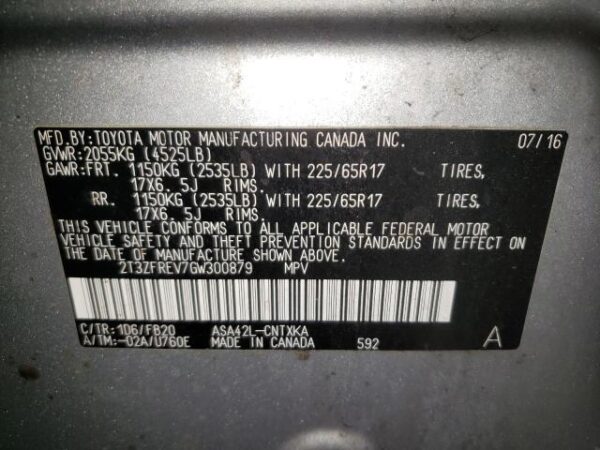 MFD.BY:TOYOTA MOTOR MANUFACTURING CANADA INC. 07/16
GVWR:2055KG (4525LB)
GAWR:FRT. 1150KG (2535LB) WITH 225/65R17 TIRES,
17X6. 5J RIMS.
RR. 1150KG (2535LB) WITH 225/65R17 TIRES,
17X6. 5J RIMS.
THIS VEHICLE CONFORMS TO ALL APPLICABLE FEDERAL MOTOR
VEHICLE SAFETY AND THEFT PREVENTION STANDARDS IN EFFECT ON
THE DATE OF MANUFACTURE SHOWN ABOVE.
2T3ZFREV7GW300879 MPV
C/TR:1D6/FB20 ASA42L-CNTXKA
A/TM:-02A/U760E MADE IN CANADA 592 A